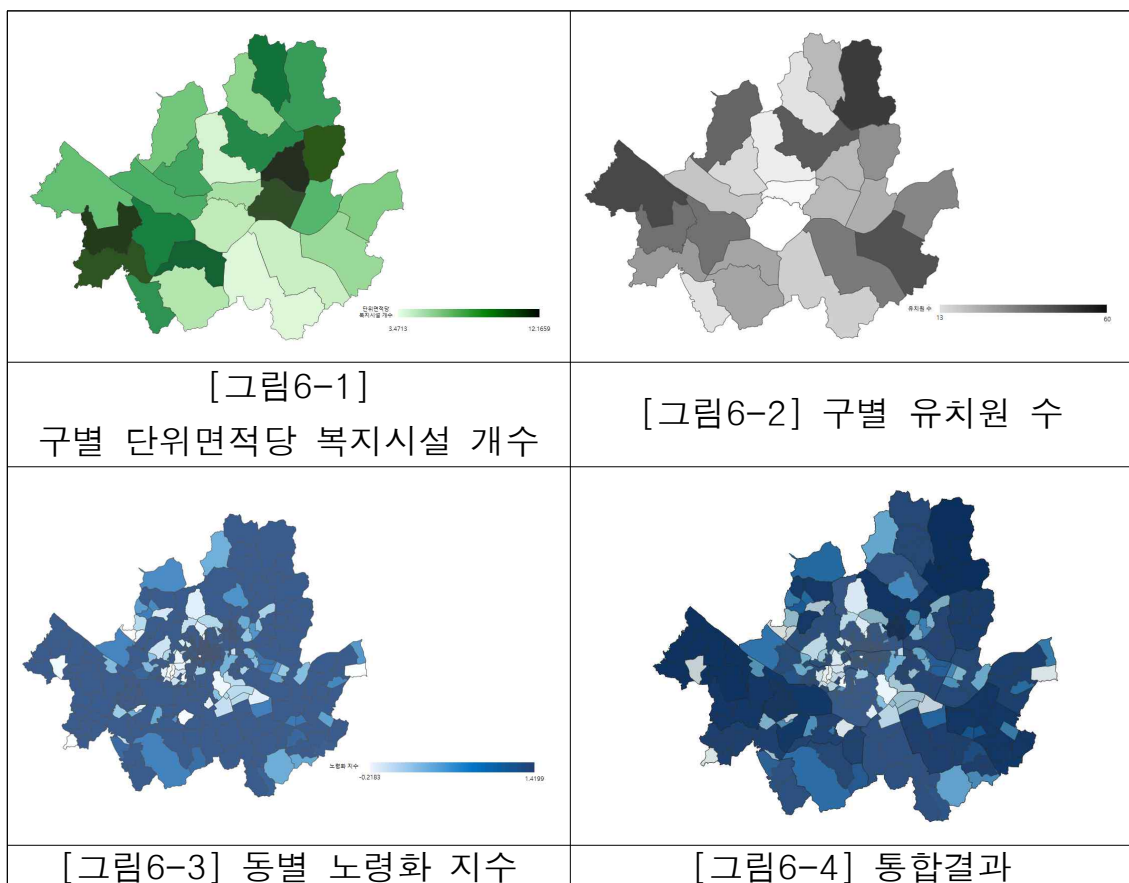 단위면적당
복지시설 개수
3.4713
12.1659
유치원 수
13
60
[그림6-1]
구별 단위면적당 복지시설 개수
[그림6-2] 구별 유치원 수
노령화 지수
-0.2183
1.4199
[그림6-3] 동별 노령화 지수
[그림6-4] 통합결과